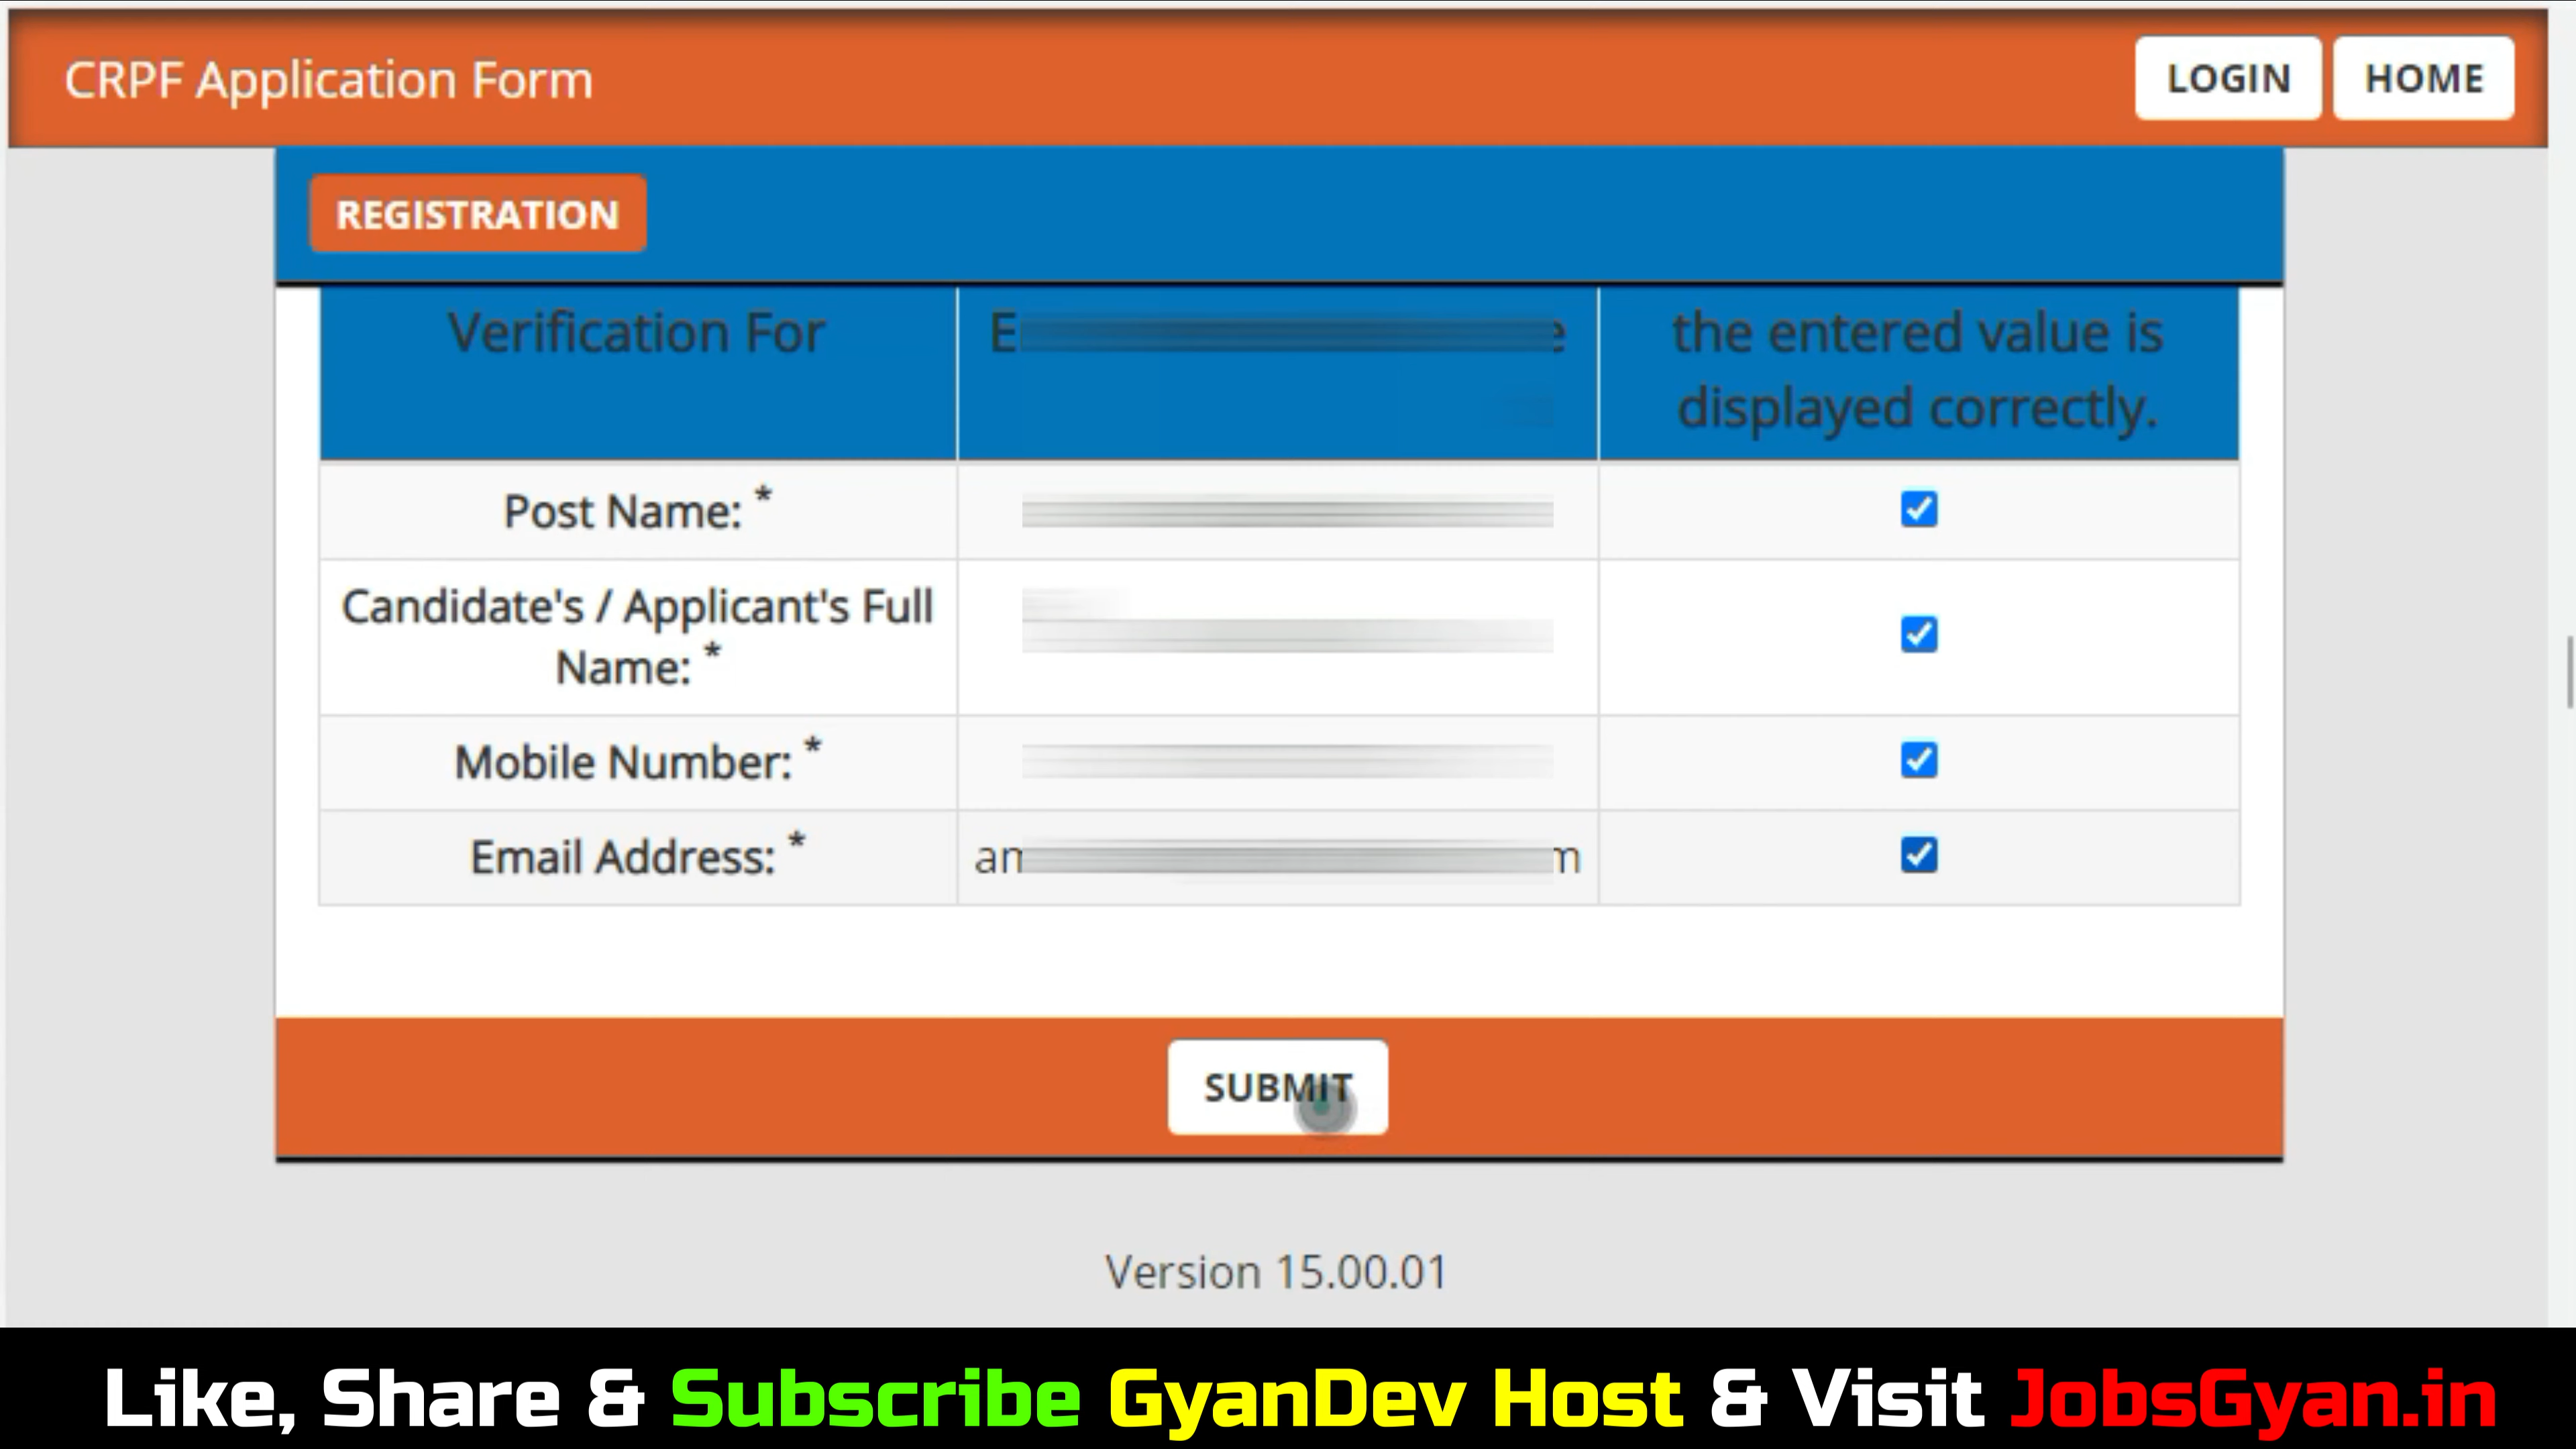 CRPF Application Form
LOGIN
HOME
REGISTRATION
Verification For
the entered value is
displayed correctly.
Post Name: *
Candidate's / Applicant's Full
Name: *
Mobile Number: *
Email Address: *
SUBMIT
Version 15.00.01
Like, Share & Subscribe GyanDev Host & Visit JobsGyan.in